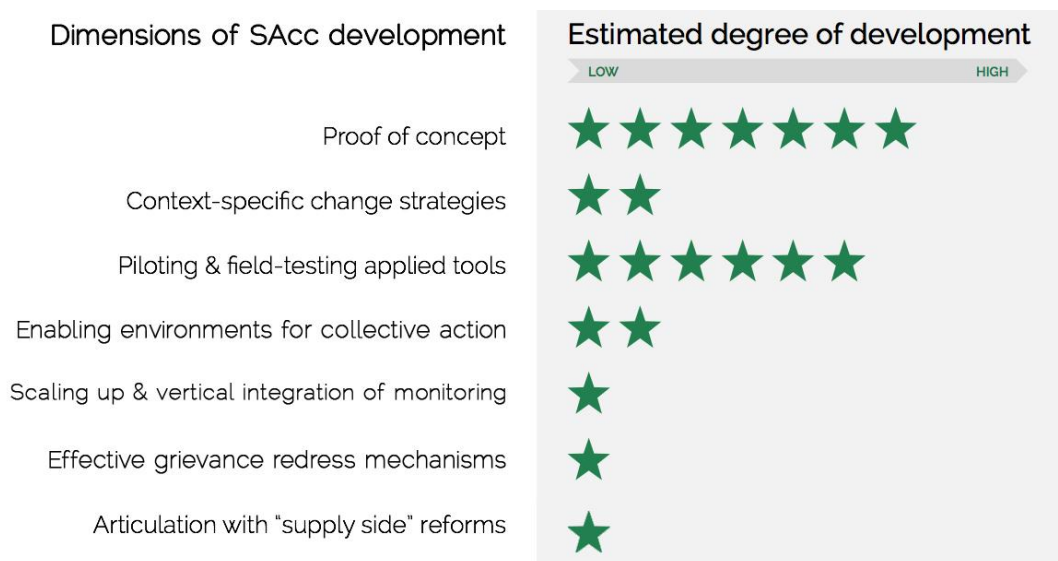 Dimensions of SAcc development
Estimated degree of development
LOW
HIGH
Proof of concept
Context-specific change strategies
Piloting & field-testing applied tools
Enabling environments for collective action
Scaling up & vertical integration of monitoring
Effective grievance redress mechanisms
Articulation with “supply side” reforms